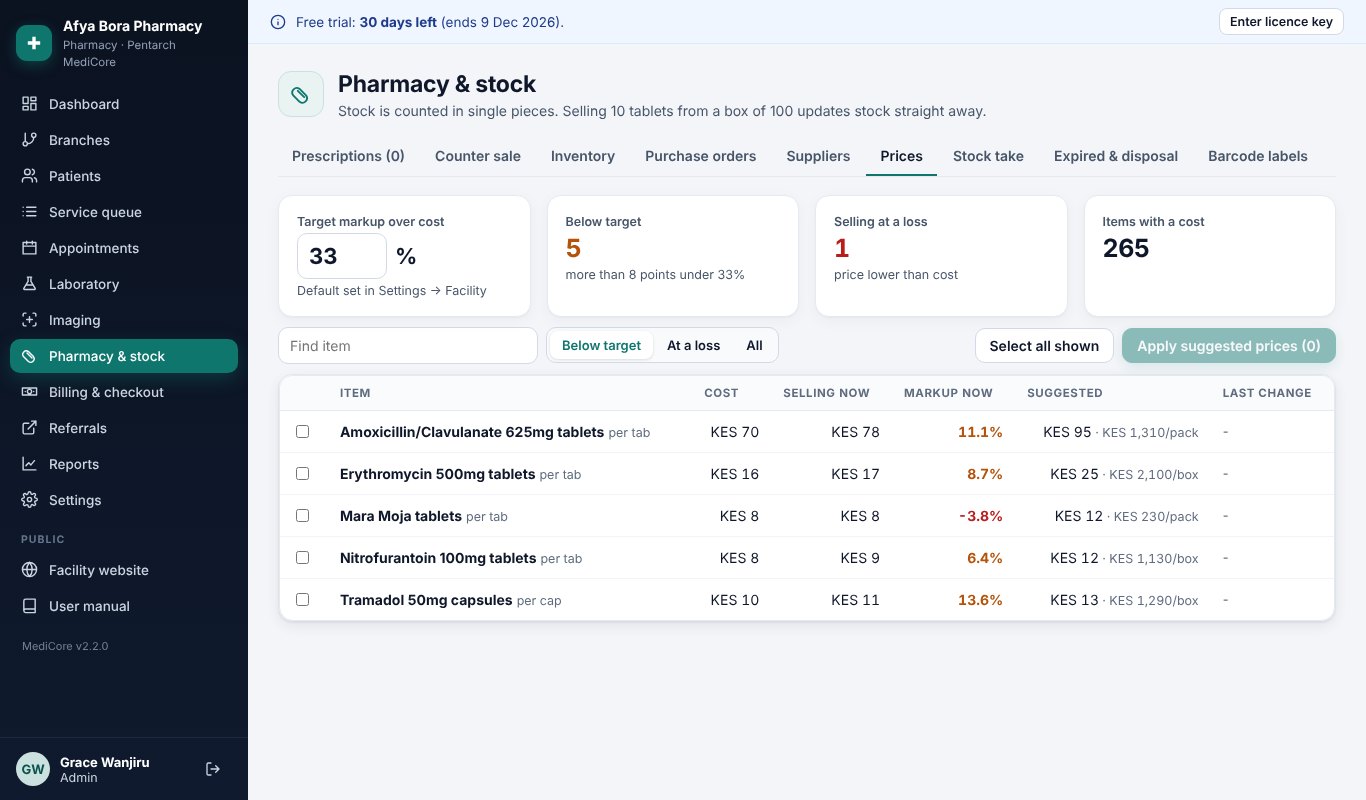 Afya Bora Pharmacy
Pharmacy · Pentarch
MediCore
Dashboard
Branches
Patients
Service queue
Appointments
Laboratory
Imaging
Pharmacy & stock
Billing & checkout
Referrals
Reports
Settings
PUBLIC
Facility website
User manual
MediCore v2.2.0
GW
Grace Wanjiru
Admin
Free trial: 30 days left (ends 9 Dec 2026).
Enter licence key
Pharmacy & stock
Stock is counted in single pieces. Selling 10 tablets from a box of 100 updates stock straight away.
Prescriptions (0) Counter sale Inventory Purchase orders Suppliers Prices Stock take Expired & disposal Barcode labels
Target markup over cost
33 %
Default set in Settings → Facility
Below target
5
more than 8 points under 33%
Selling at a loss
1
price lower than cost
Items with a cost
265
Find item Below target At a loss All Select all shown Apply suggested prices (0)
ITEM COST SELLING NOW MARKUP NOW SUGGESTED LAST CHANGE
Amoxicillin/Clavulanate 625mg tablets per tab KES 70 KES 78 11.1% KES 95 · KES 1,310/pack -
Erythromycin 500mg tablets per tab KES 16 KES 17 8.7% KES 25 · KES 2,100/box -
Mara Moja tablets per tab KES 8 KES 8 -3.8% KES 12 · KES 230/pack -
Nitrofurantoin 100mg tablets per tab KES 8 KES 9 6.4% KES 12 · KES 1,130/box -
Tramadol 50mg capsules per cap KES 10 KES 11 13.6% KES 13 · KES 1,290/box -